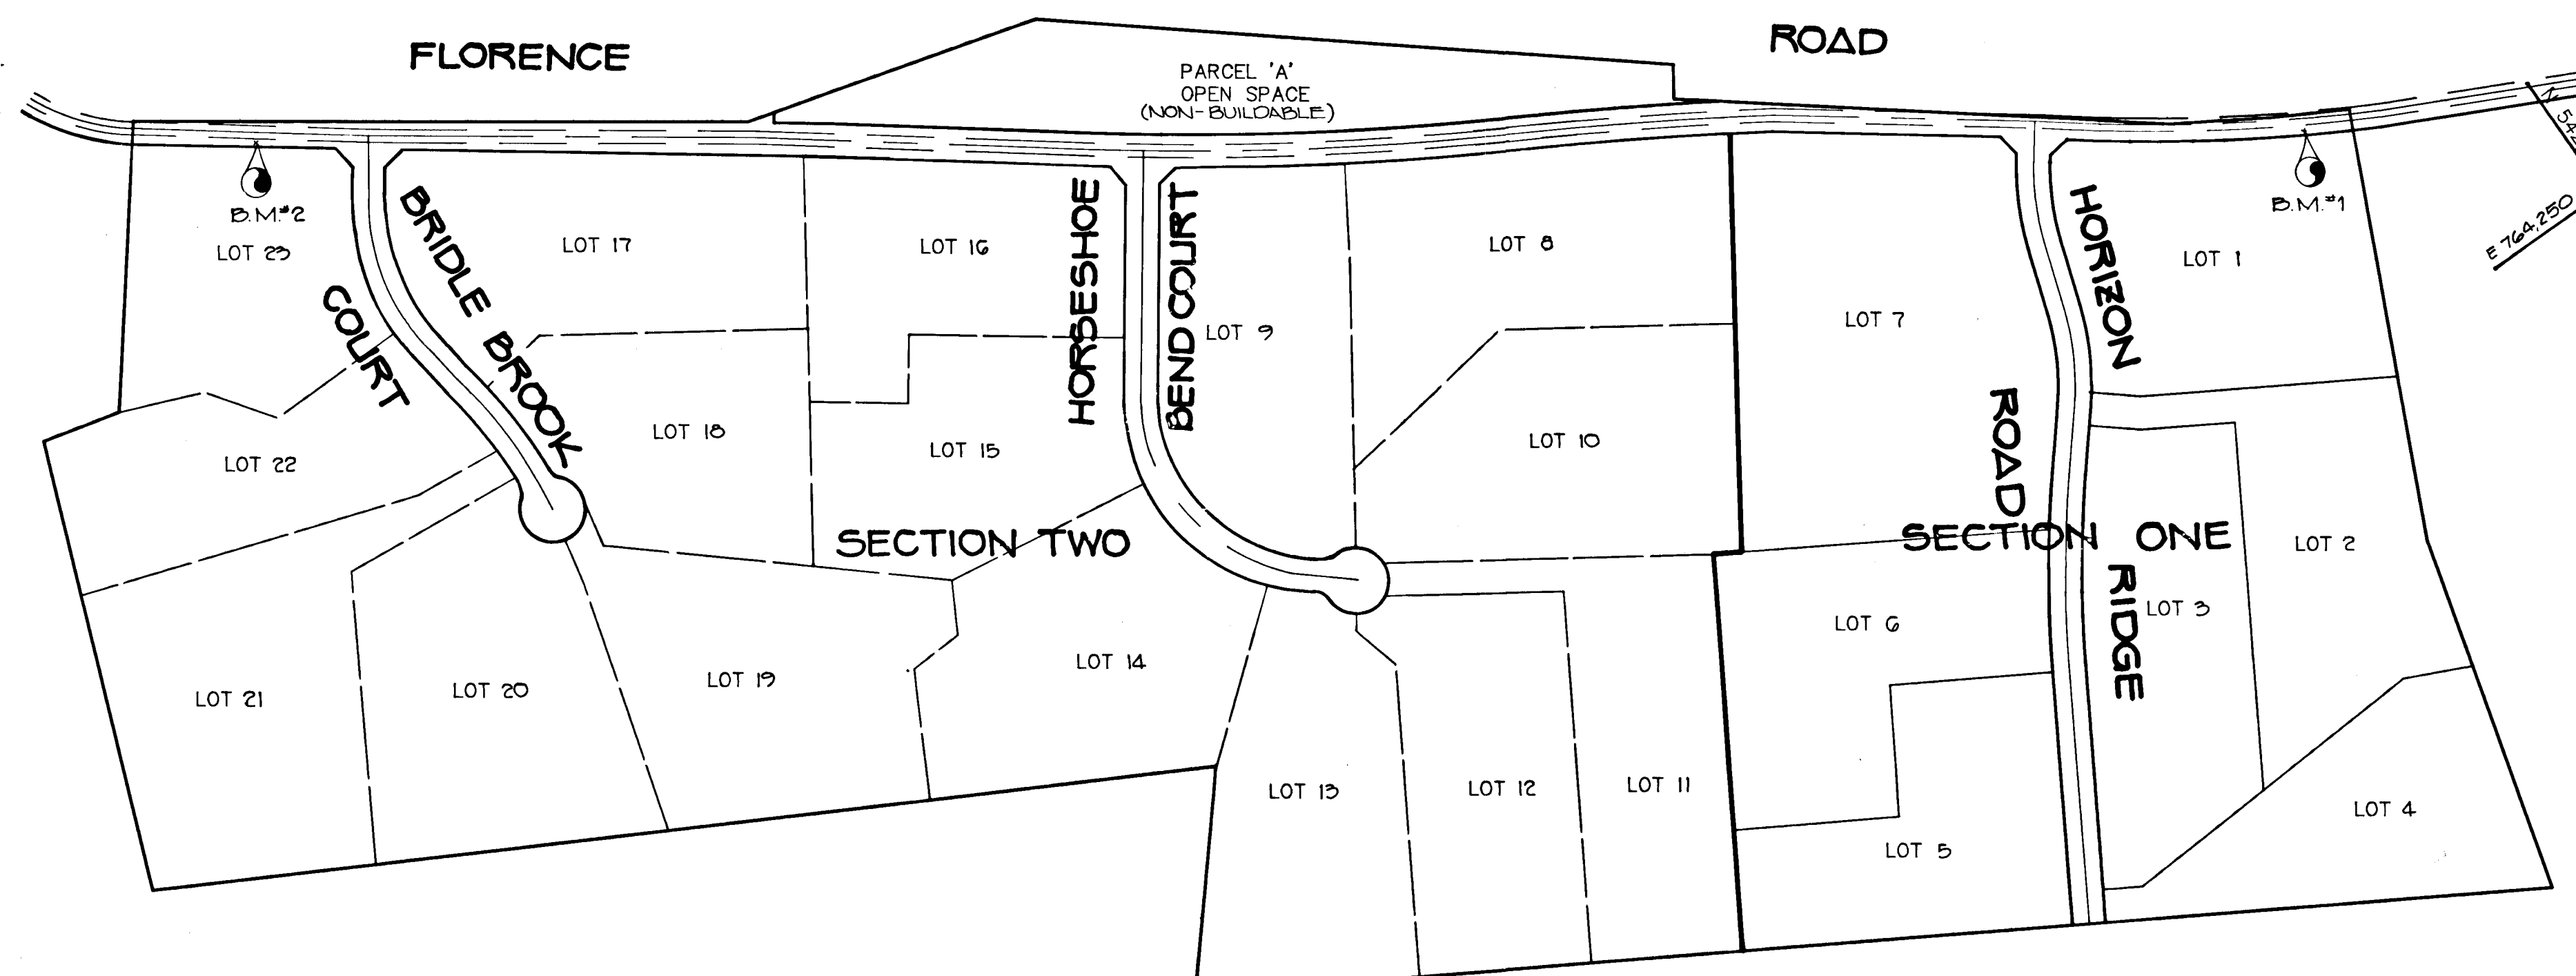 FLORENCE ROAD
PARCEL 'A'
OPEN SPACE
(NON-BUILDABLE)
B.M.#2
B.M.#1
E 764,250
BRIDLE BROOK
COURT
HORSESHOE
BEND COURT
HORIZON
RIDGE
ROAD
LOT 23
LOT 17
LOT 16
LOT 9
LOT 8
LOT 7
LOT 1
LOT 22
LOT 18
LOT 15
LOT 10
SECTION TWO
SECTION ONE
LOT 2
LOT 3
LOT 6
LOT 21
LOT 20
LOT 19
LOT 14
LOT 13
LOT 12
LOT 11
LOT 5
LOT 4